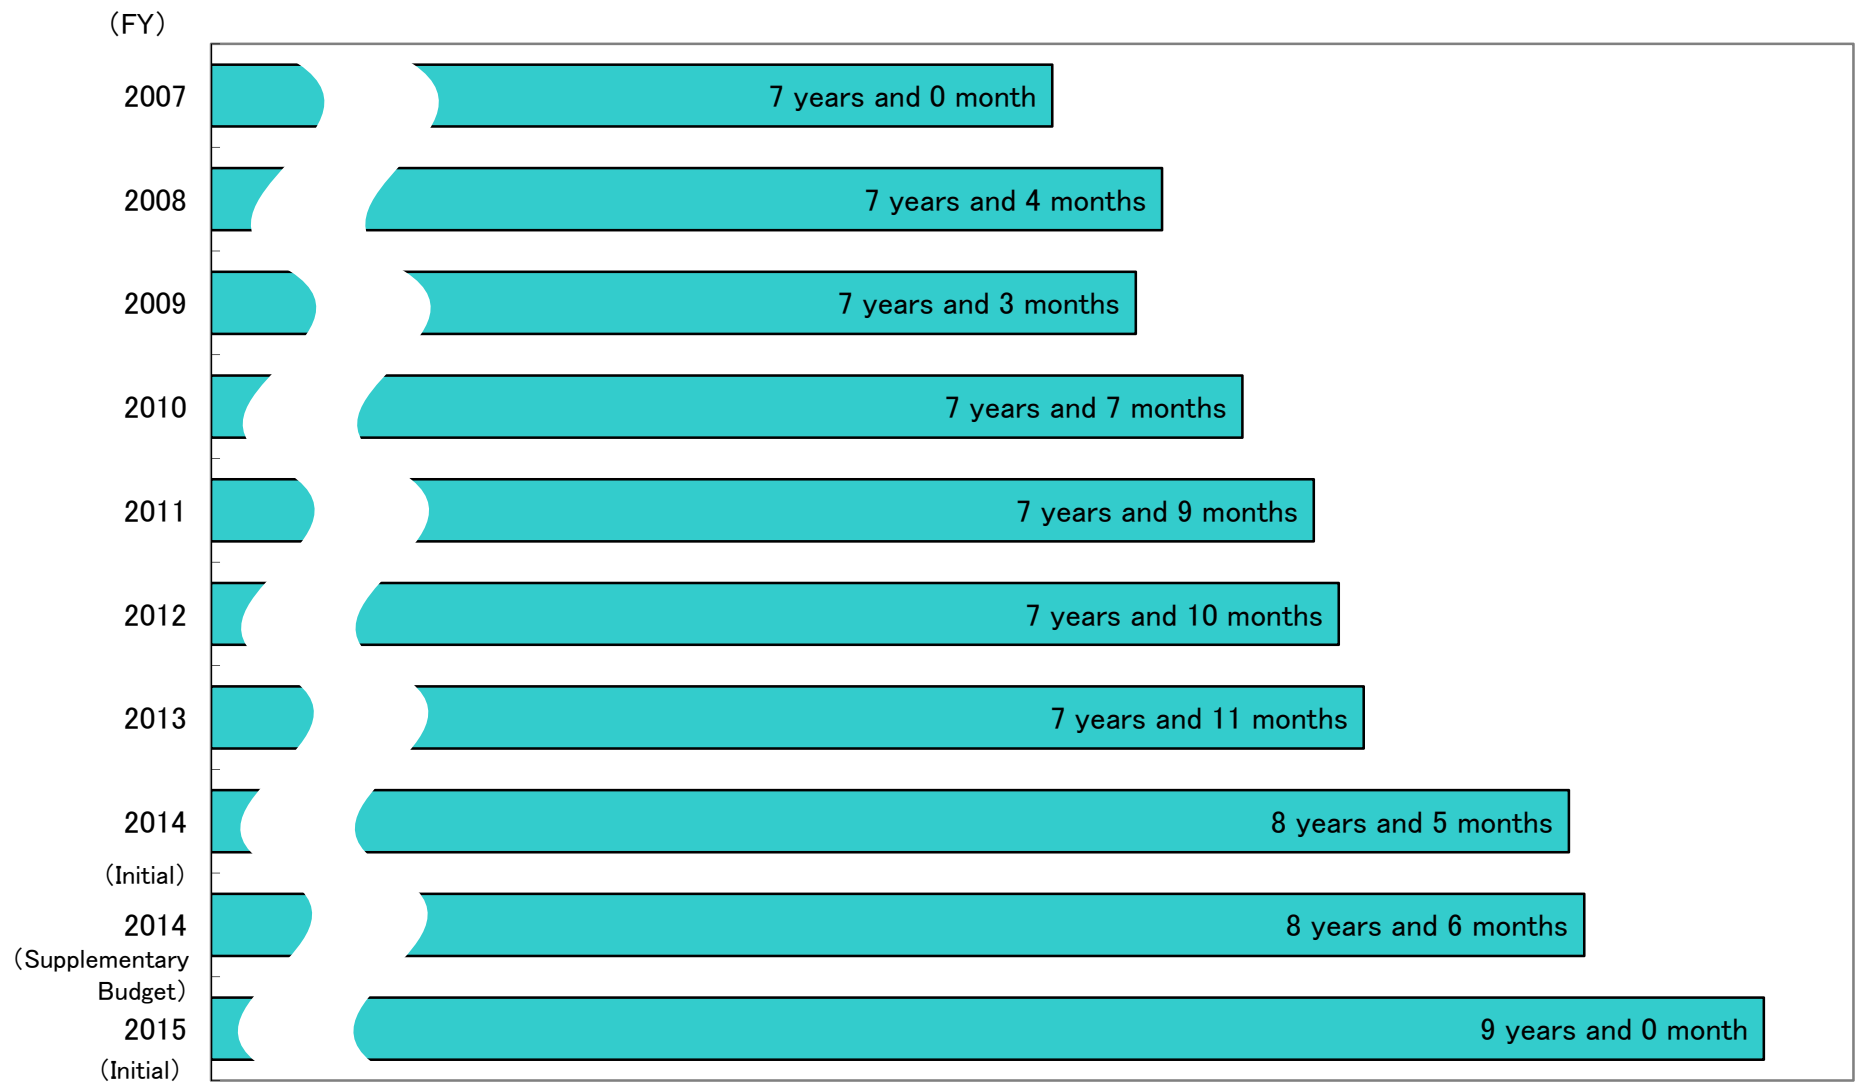 （FY）
2007
7 years and 0 month
2008
7 years and 4 months
2009
7 years and 3 months
2010
7 years and 7 months
2011
7 years and 9 months
2012
7 years and 10 months
2013
7 years and 11 months
2014
8 years and 5 months
（Initial）
2014
8 years and 6 months
（Supplementary
Budget）
2015
9 years and 0 month
（Initial）